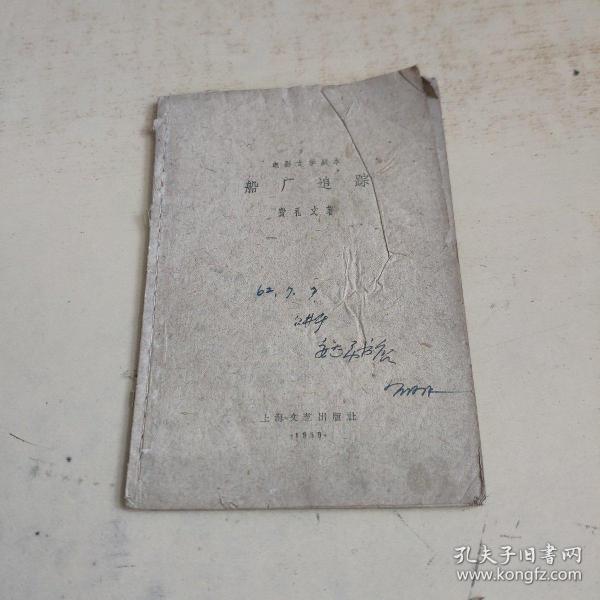 电影文学剧本
船厂追踪
费礼文著
62.7.7
上海文艺出版社
·1959·
孔夫子旧书网
www.kongfz.com